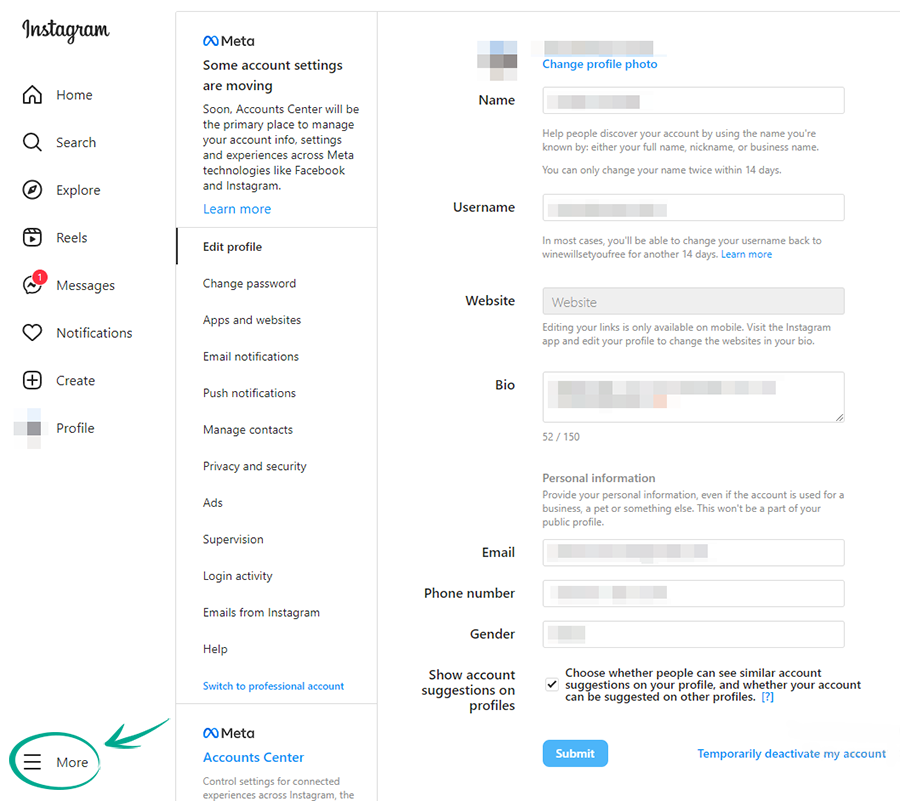 Instagram
Home
Search
Explore
Reels
1
Messages
Notifications
Create
Profile
More
Meta
Some account settings
are moving
Soon, Accounts Center will be
the primary place to manage
your account info, settings
and experiences across Meta
technologies like Facebook
and Instagram.
Learn more
Edit profile
Change password
Apps and websites
Email notifications
Push notifications
Manage contacts
Privacy and security
Ads
Supervision
Login activity
Emails from Instagram
Help
Switch to professional account
Meta
Accounts Center
Control settings for connected
experiences across Instagram, the
Change profile photo
Name
Help people discover your account by using the name you're
known by: either your full name, nickname, or business name.
You can only change your name twice within 14 days.
Username
In most cases, you'll be able to change your username back to
winewillsetyoufree for another 14 days. Learn more
Website
Website
Editing your links is only available on mobile. Visit the Instagram
app and edit your profile to change the websites in your bio.
Bio
52 / 150
Personal information
Provide your personal information, even if the account is used for a
business, a pet or something else. This won't be a part of your
public profile.
Email
Phone number
Gender
Show account
suggestions on
profiles
Choose whether people can see similar account
suggestions on your profile, and whether your account
can be suggested on other profiles. [?]
Submit
Temporarily deactivate my account